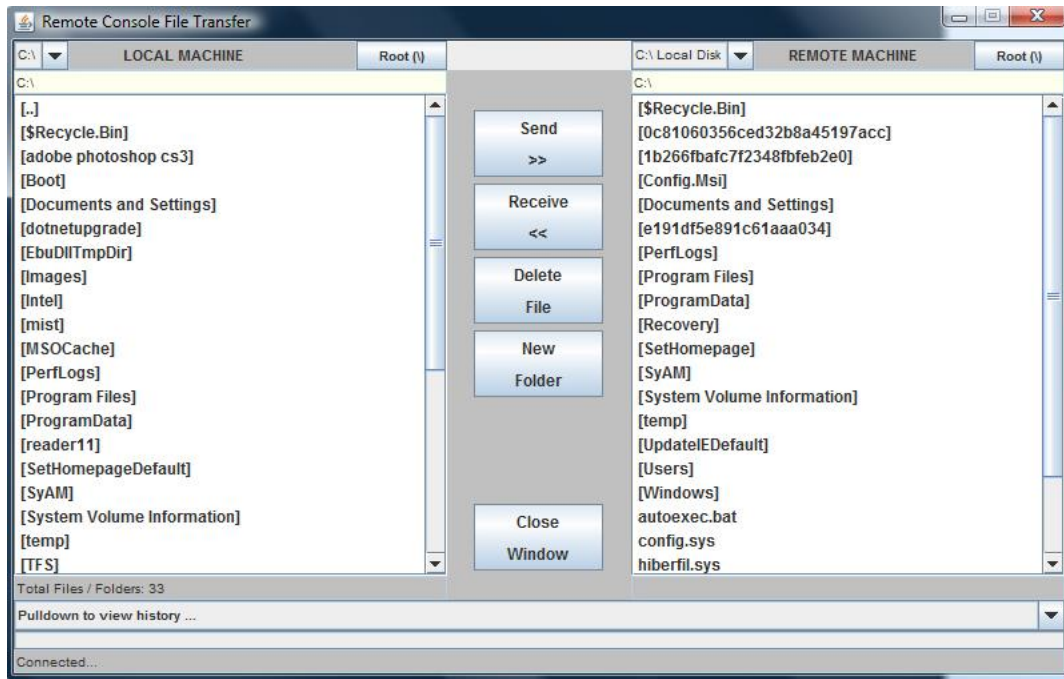 Remote Console File Transfer
C:\ LOCAL MACHINE Root (\)
C:\
[..]
[$Recycle.Bin]
[adobe photoshop cs3]
[Boot]
[Documents and Settings]
[dotnetupgrade]
[EbuDllTmpDir]
[Images]
[Intel]
[mist]
[MSOCache]
[PerfLogs]
[Program Files]
[ProgramData]
[reader11]
[SetHomepageDefault]
[SyAM]
[System Volume Information]
[temp]
[TFS]
Total Files / Folders: 33
Send
>>
Receive
<<
Delete
File
New
Folder
Close
Window
C:\ Local Disk REMOTE MACHINE Root (\)
C:\
[$Recycle.Bin]
[0c81060356ced32b8a45197acc]
[1b266fbafc7f2348fbfeb2e0]
[Config.Msi]
[Documents and Settings]
[e191df5e891c61aaa034]
[PerfLogs]
[Program Files]
[ProgramData]
[Recovery]
[SetHomepage]
[SyAM]
[System Volume Information]
[temp]
[UpdateIEDefault]
[Users]
[Windows]
autoexec.bat
config.sys
hiberfil.sys
Pulldown to view history ...
Connected...